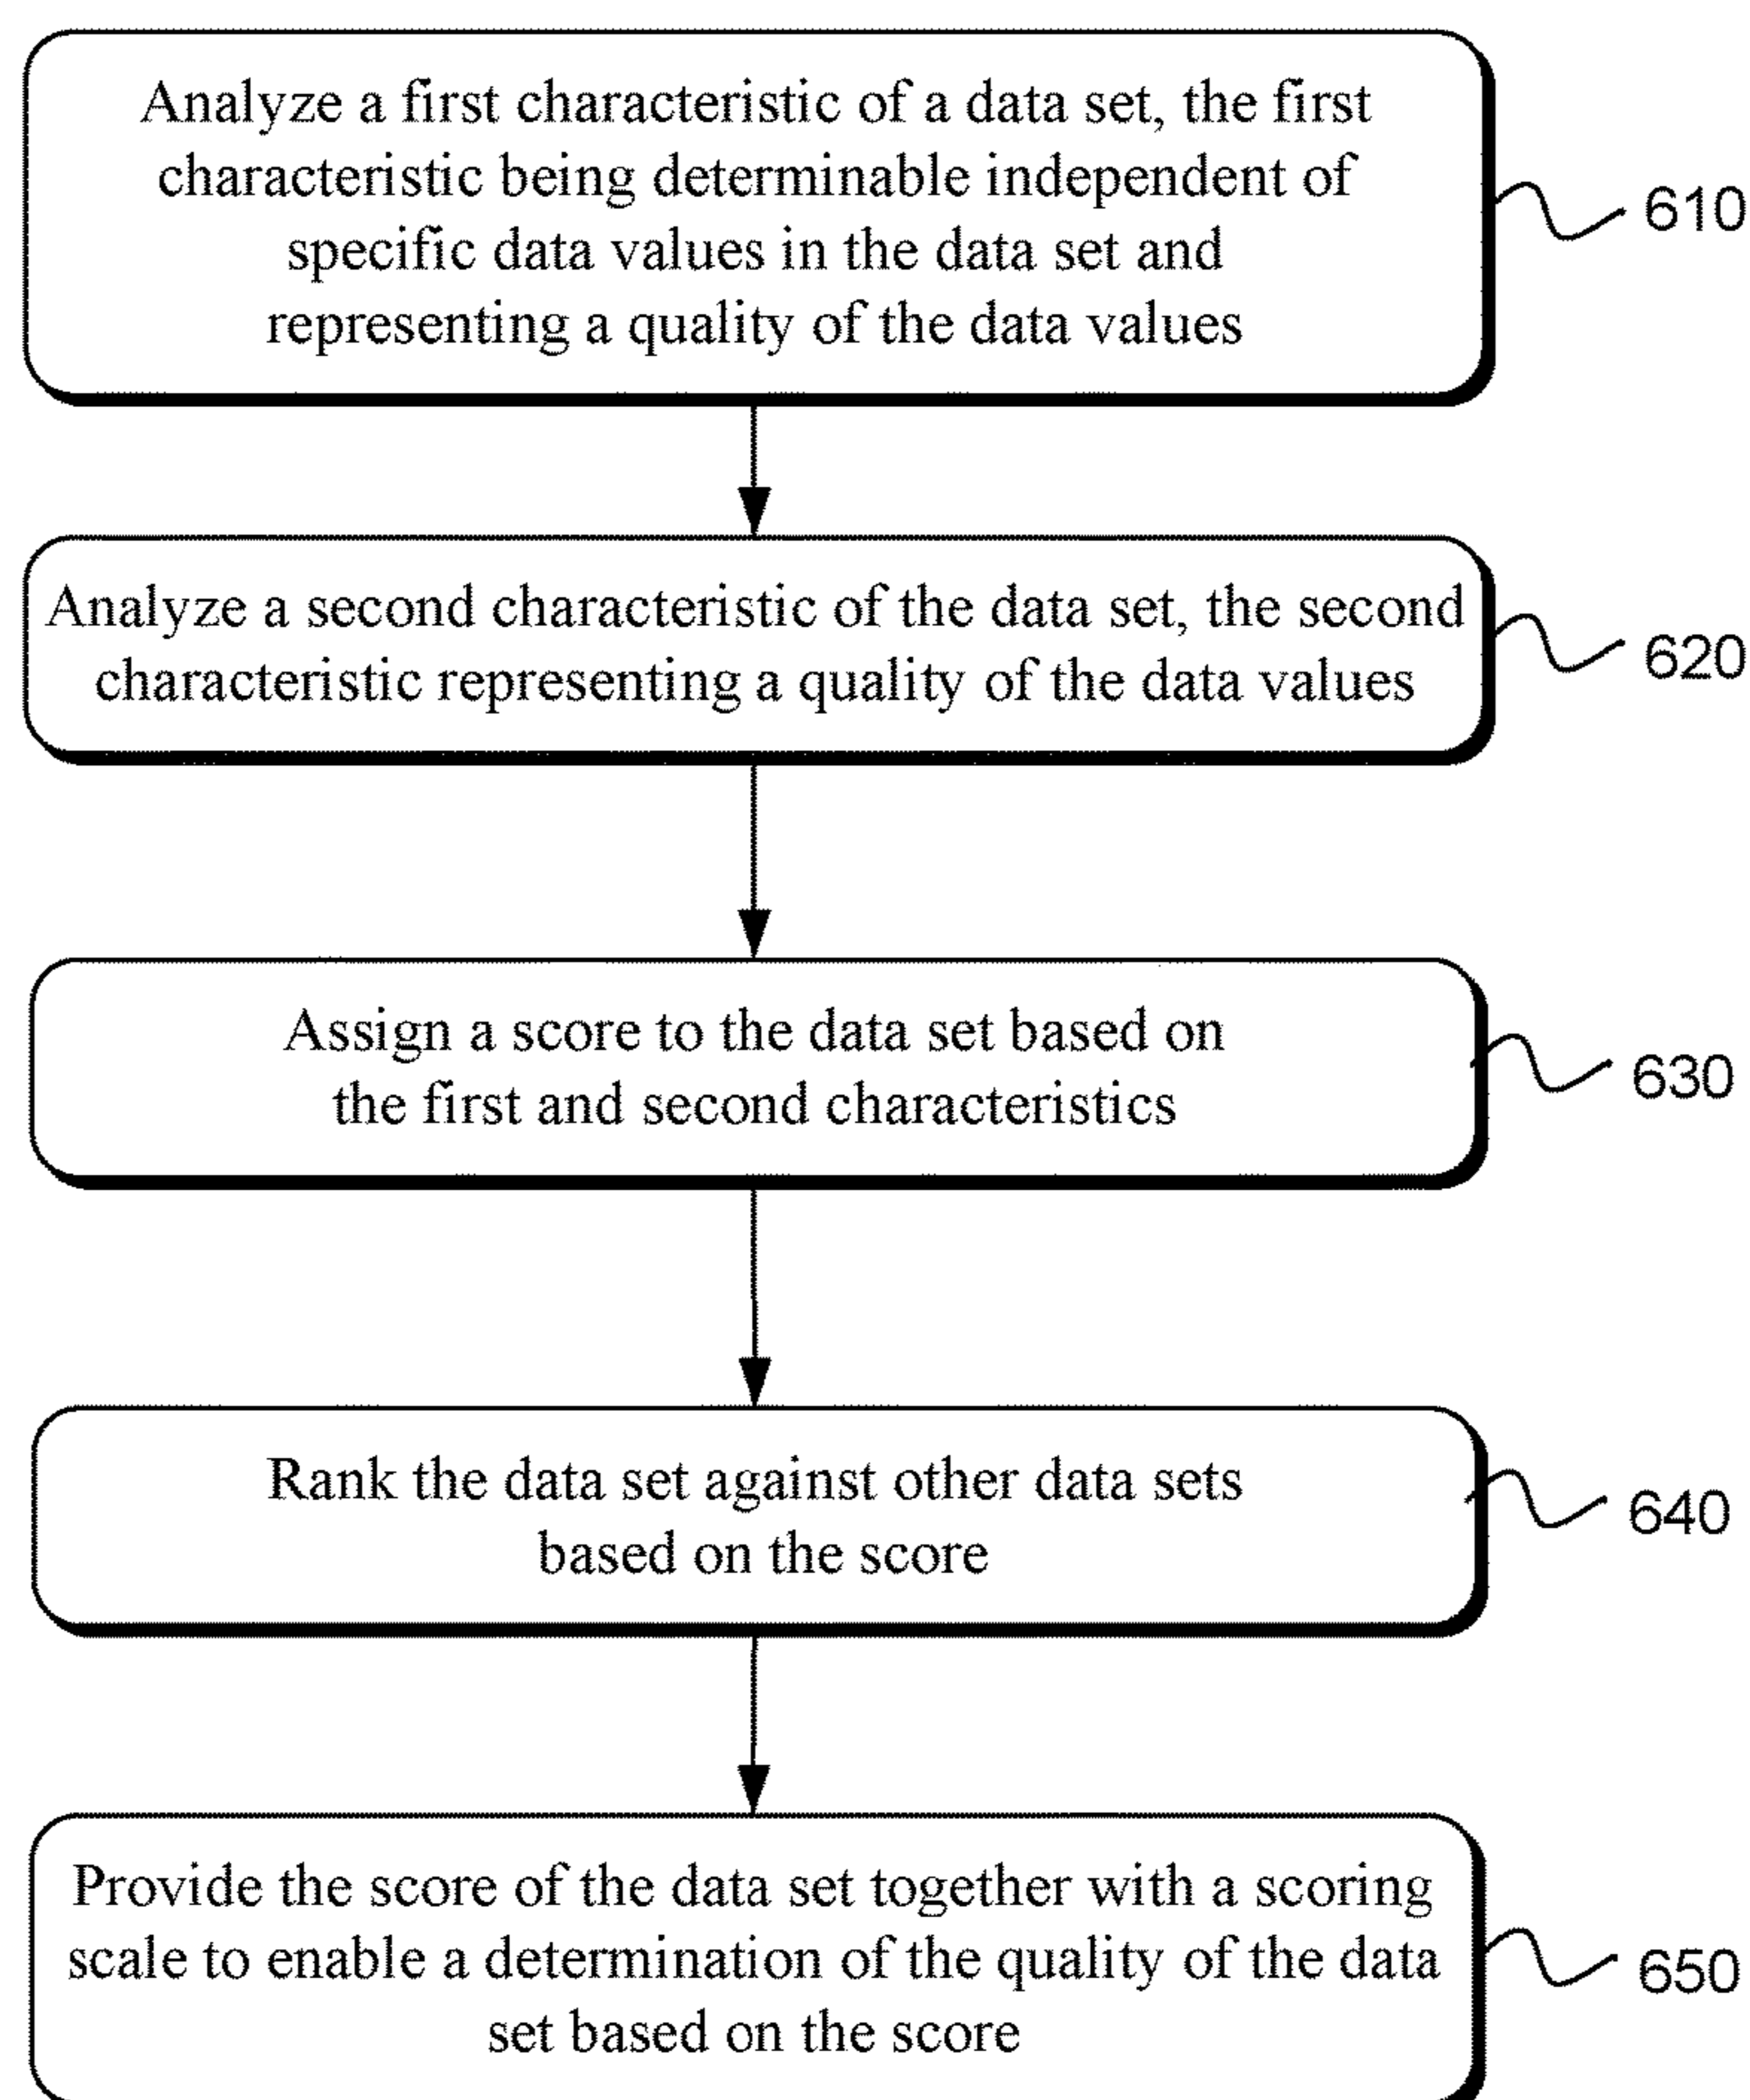 Analyze a first characteristic of a data set, the first
characteristic being determinable independent of
specific data values in the data set and
representing a quality of the data values
610
Analyze a second characteristic of the data set, the second
characteristic representing a quality of the data values
620
Assign a score to the data set based on
the first and second characteristics
630
Rank the data set against other data sets
based on the score
640
Provide the score of the data set together with a scoring
scale to enable a determination of the quality of the data
set based on the score
650